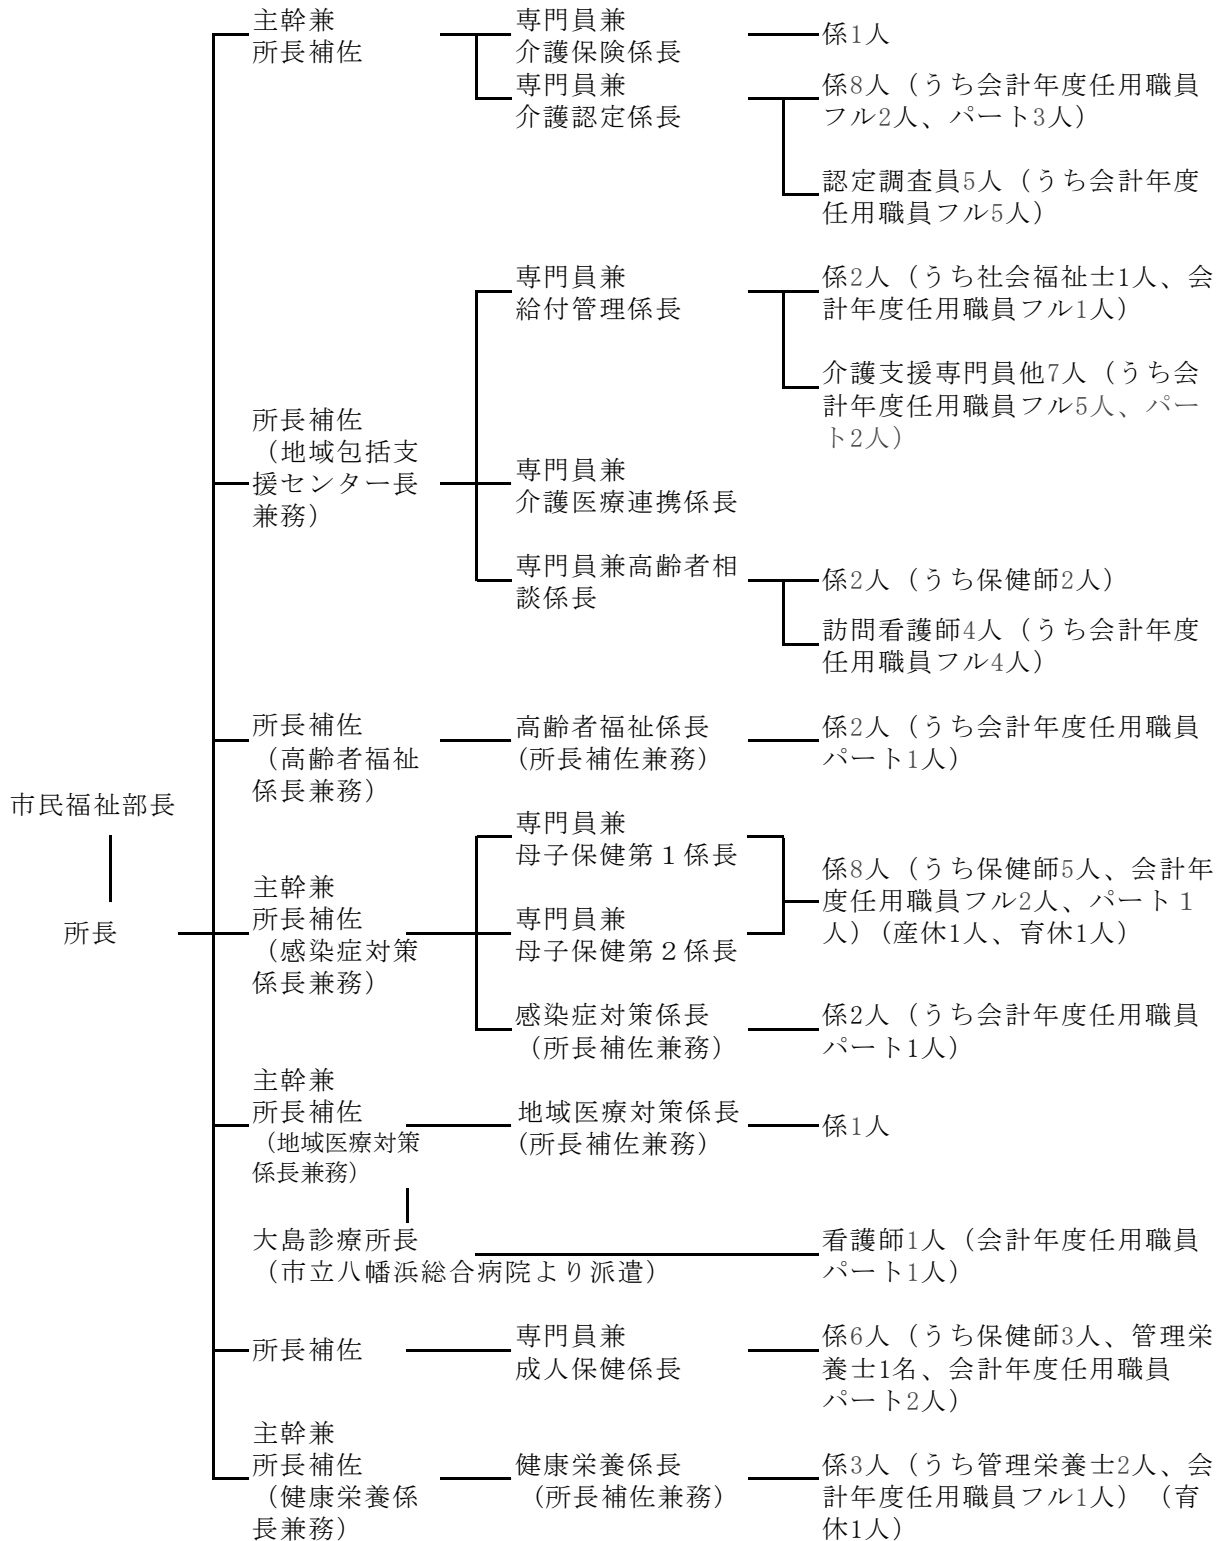 市民福祉部長
所長
主幹兼
所長補佐
専門員兼
介護保険係長
係1人
専門員兼
介護認定係長
係8人（うち会計年度任用職員
フル2人、パート3人）
認定調査員5人（うち会計年度
任用職員フル5人）
所長補佐
（地域包括支
援センター長
兼務）
専門員兼
給付管理係長
係2人（うち社会福祉士1人、会
計年度任用職員フル1人）
介護支援専門員他7人（うち会
計年度任用職員フル5人、パー
ト2人）
専門員兼
介護医療連携係長
専門員兼高齢者相
談係長
係2人（うち保健師2人）
訪問看護師4人（うち会計年度
任用職員フル4人）
所長補佐
（高齢者福祉
係長兼務）
高齢者福祉係長
(所長補佐兼務）
係2人（うち会計年度任用職員
パート1人）
主幹兼
所長補佐
（感染症対策
係長兼務）
専門員兼
母子保健第１係長
専門員兼
母子保健第２係長
係8人（うち保健師5人、会計年
度任用職員フル2人、パート１
人）(産休1人、育休1人）
感染症対策係長
（所長補佐兼務）
係2人（うち会計年度任用職員
パート1人）
主幹兼
所長補佐
（地域医療対策
係長兼務）
地域医療対策係長
(所長補佐兼務）
係1人
大島診療所長
（市立八幡浜総合病院より派遣）
看護師1人（会計年度任用職員
パート1人）
所長補佐
専門員兼
成人保健係長
係6人（うち保健師3人、管理栄
養士1名、会計年度任用職員
パート2人）
主幹兼
所長補佐
（健康栄養係
長兼務）
健康栄養係長
（所長補佐兼務）
係3人（うち管理栄養士2人、会
計年度任用職員フル1人）（育
休1人）